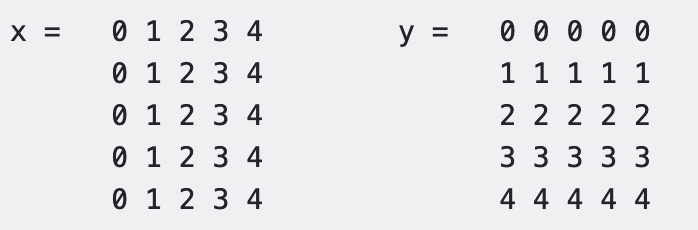 x =   0 1 2 3 4        y =   0 0 0 0 0
      0 1 2 3 4              1 1 1 1 1
      0 1 2 3 4              2 2 2 2 2
      0 1 2 3 4              3 3 3 3 3
      0 1 2 3 4              4 4 4 4 4